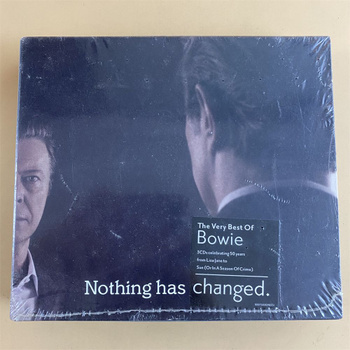 The Very Best Of
Bowie
3CDs celebrating 50 years
from Liza Jane to
Sue (Or In A Season Of Crime)
Nothing has changed.